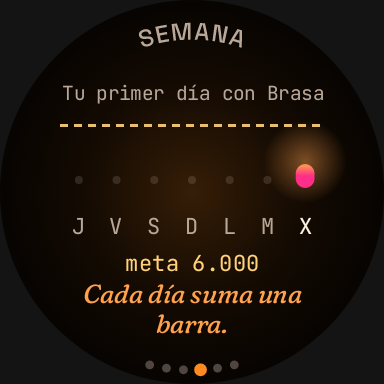 SEMANA
Tu primer día con Brasa
J V S D L M X
meta 6.000
Cada día suma una
barra.